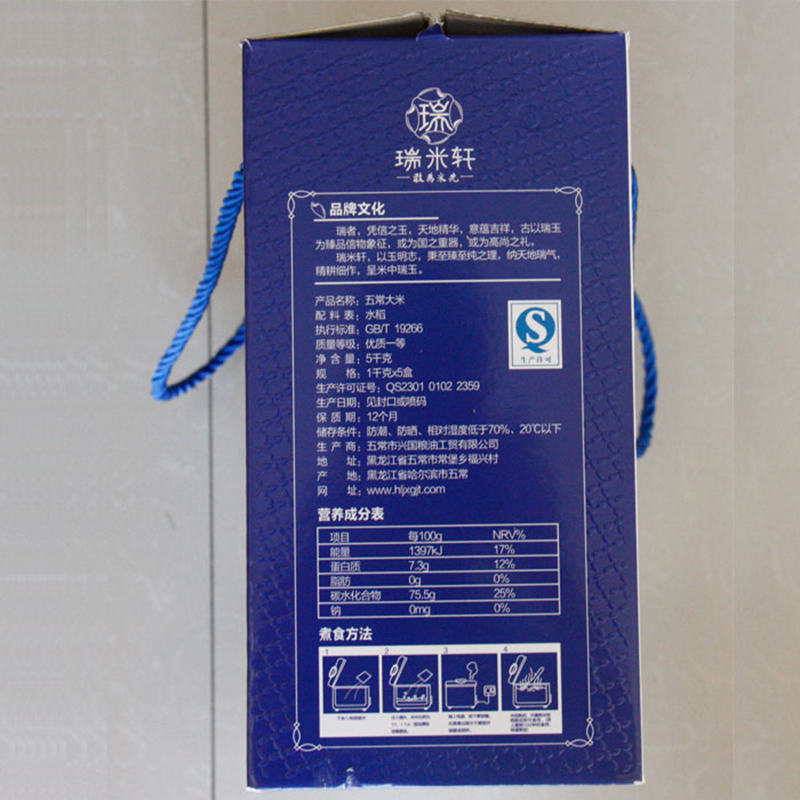 瑞
瑞米轩
品牌文化
瑞者，凭信之玉，天地精华，意蕴吉祥，古以瑞玉
为臻品信物象征，或为国之重器，或为高尚之礼。
瑞米轩，以玉明志，秉至臻至纯之理，纳天地瑞气，
精耕细作，呈米中瑞玉。
产品名称：五常大米
配料表：水稻
执行标准：GB/T 19266
质量等级：优质一等
净含量：5千克
规格：1千克x5盒
生产许可证号：QS2301 0102 2359
生产日期：见封口或喷码
保质期：12个月
储存条件：防潮、防晒、相对湿度低于70%、20℃以下
生产商：五常市兴国粮油工贸有限公司
地址：黑龙江省五常市常堡乡福兴村
产地：黑龙江省哈尔滨市五常
网址：www.hljxgjt.com
QS
生产许可
营养成分表
项目 每100g NRV%
能量 1397kJ 17%
蛋白质 7.3g 12%
脂肪 0g 0%
碳水化合物 75.5g 25%
钠 0mg 0%
煮食方法
1 2 3 4